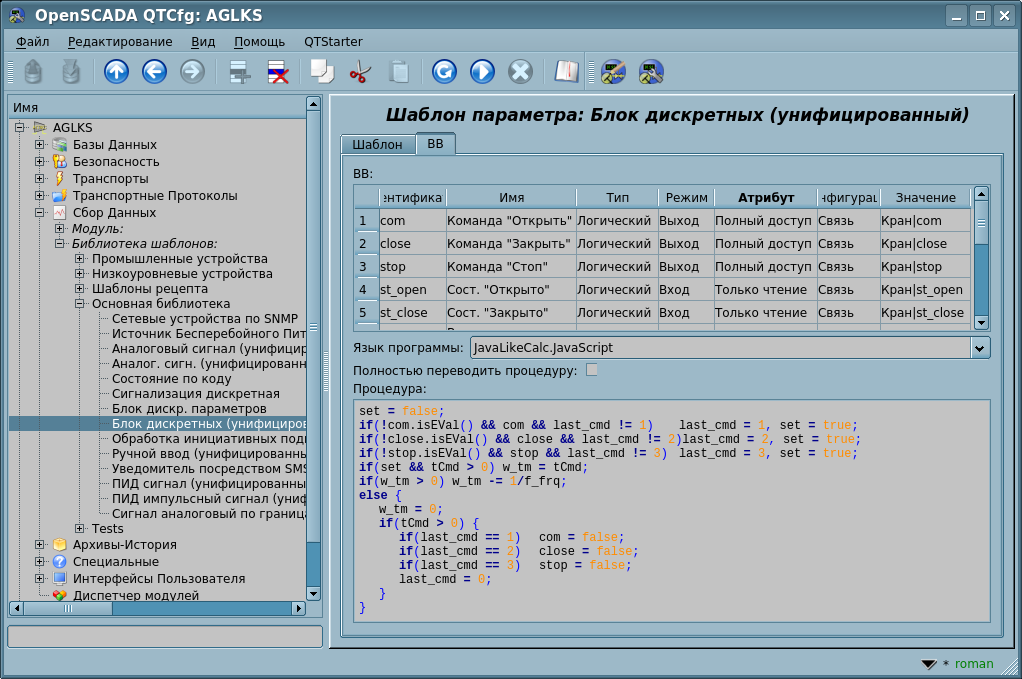 OpenSCADA QTCfg: AGLKS
Файл Редактирование Вид Помощь QTStarter
Имя
AGLKS
Базы Данных
Безопасность
Транспорты
Транспортные Протоколы
Сбор Данных
Модуль:
Библиотека шаблонов:
Промышленные устройства
Низкоуровневые устройства
Шаблоны рецепта
Основная библиотека
Сетевые устройства по SNMP
Источник Бесперебойного Пит
Аналоговый сигнал (унифицир
Аналог. сигн. (унифицированн
Состояние по коду
Сигнализация дискретная
Блок дискр. параметров
Блок дискретных (унифициров
Обработка инициативных под
Ручной ввод (унифицированнь
Уведомитель посредством SMS
ПИД сигнал (унифицированны
ПИД импульсный сигнал (униф
Сигнал аналоговый по граница
Tests
Архивы-История
Специальные
Интерфейсы Пользователя
Диспетчер модулей
Шаблон параметра: Блок дискретных (унифицированный)
Шаблон ВВ
ВВ:
нтифика Имя Тип Режим Атрибут нфигурац Значение
1 com Команда "Открыть" Логический Выход Полный доступ Связь Кран|com
2 close Команда "Закрыть" Логический Выход Полный доступ Связь Кран|close
3 stop Команда "Стоп" Логический Выход Полный доступ Связь Кран|stop
4 st_open Сост. "Открыто" Логический Вход Только чтение Связь Кран|st_open
5 st_close Сост. "Закрыто" Логический Вход Только чтение Связь Кран|st_close
Язык программы: JavaLikeCalc.JavaScript
Полностью переводить процедуру:
Процедура:
set = false;
if(!com.isEVal() && com && last_cmd != 1) last_cmd = 1, set = true;
if(!close.isEVal() && close && last_cmd != 2)last_cmd = 2, set = true;
if(!stop.isEVal() && stop && last_cmd != 3) last_cmd = 3, set = true;
if(set && tCmd > 0) w_tm = tCmd;
if(w_tm > 0) w_tm -= 1/f_frq;
else {
w_tm = 0;
if(tCmd > 0) {
if(last_cmd == 1) com = false;
if(last_cmd == 2) close = false;
if(last_cmd == 3) stop = false;
last_cmd = 0;
}
}
* roman